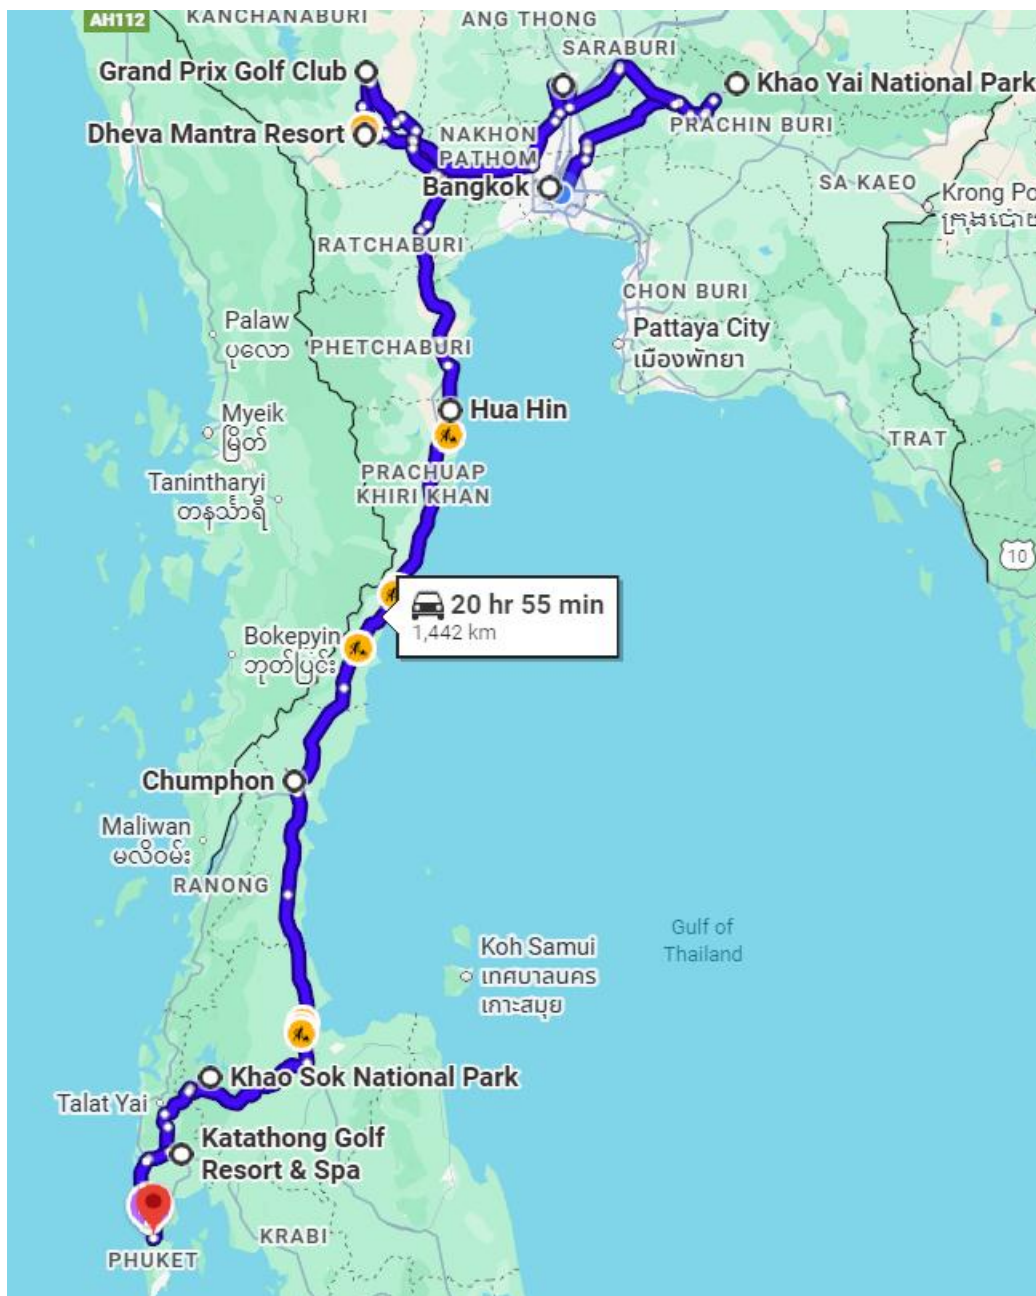 AH112
KANCHANABURI
ANG THONG
SARABURI
Grand Prix Golf Club
Khao Yai National Park
Dheva Mantra Resort
NAKHON
PATHOM
PRACHIN BURI
Bangkok
SA KAEO
Krong Po
ក្រុងប៉ោយ
RATCHABURI
CHON BURI
Palaw
ပုလော
PHETCHABURI
Pattaya City
เมืองพัทยา
Hua Hin
Myeik
မြိတ်
TRAT
PRACHUAP
KHIRI KHAN
Tanintharyi
တနင်္သာရီ
10
20 hr 55 min
1,442 km
Bokepyin
ဘုတ်ပြင်း
Chumphon
Maliwan
မလိဝမ်း
RANONG
Gulf of
Thailand
Koh Samui
เทศบาลนคร
เกาะสมุย
Khao Sok National Park
Talat Yai
Katathong Golf
Resort & Spa
KRABI
PHUKET